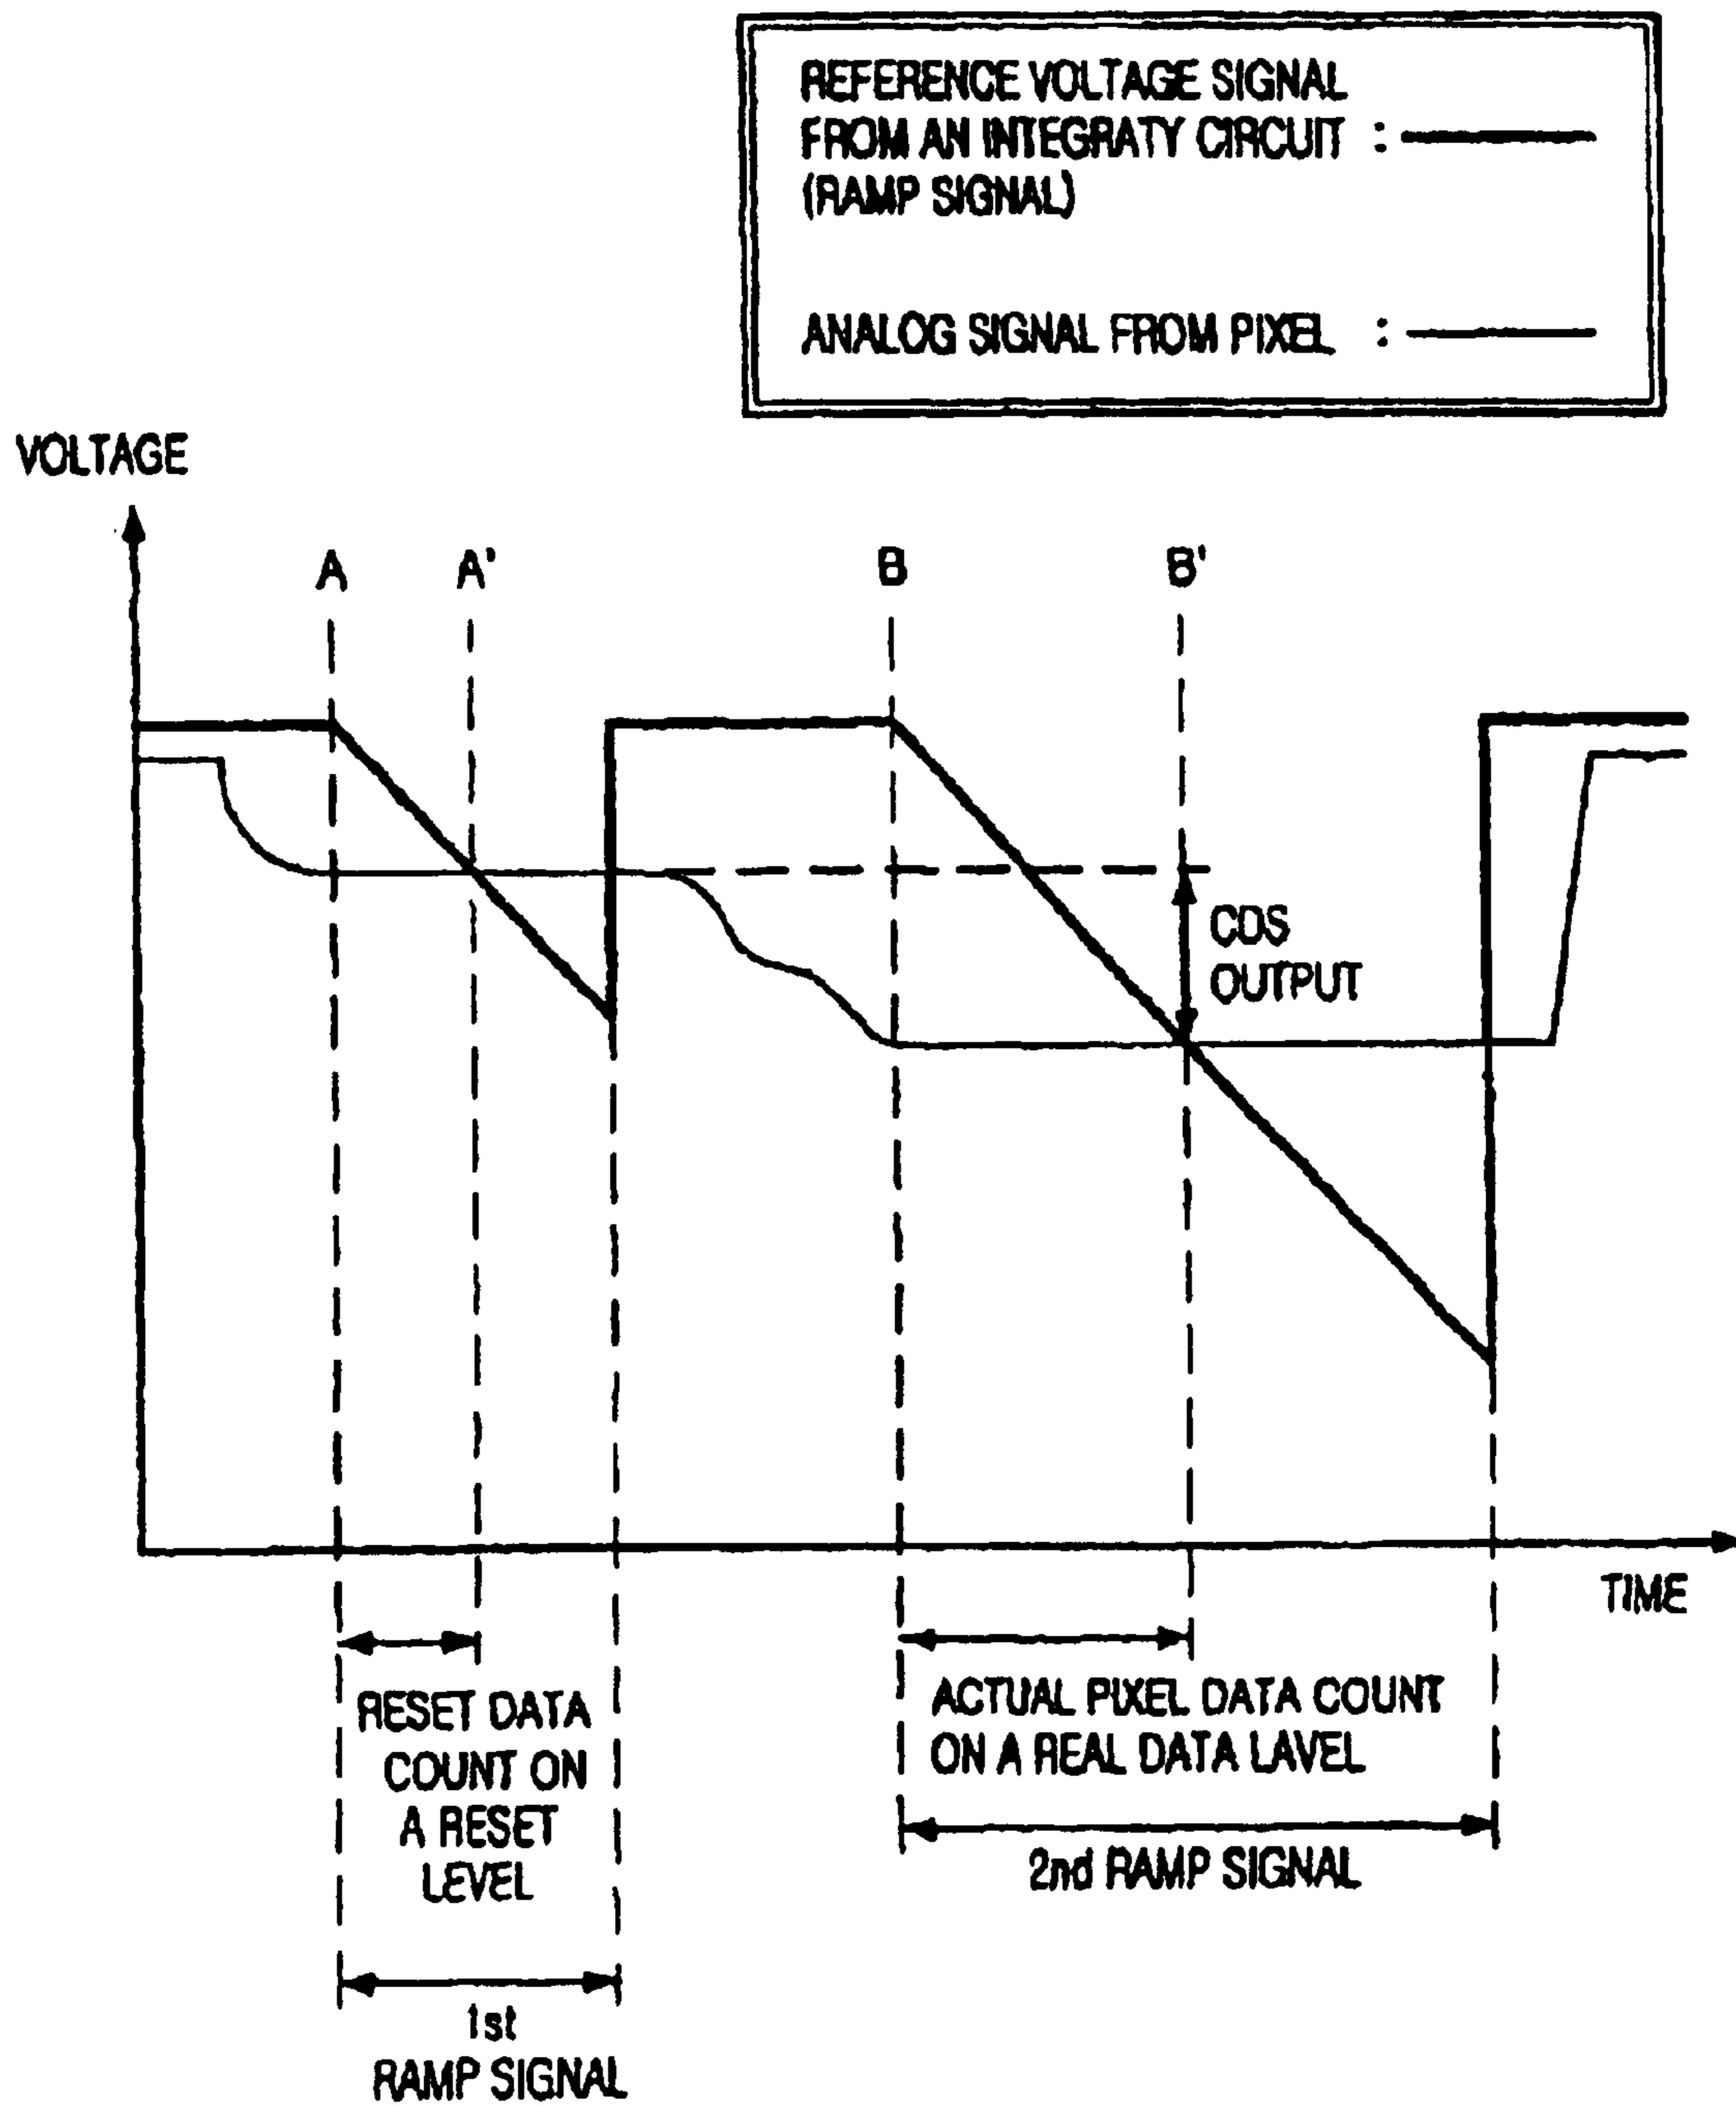 REFERENCE VOLTAGE SIGNAL
FROM AN INTEGRATY CIRCUIT :
(RAMP SIGNAL)
ANALOG SIGNAL FROM PIXEL :
VOLTAGE
A A' B B'
CDS
OUTPUT
TIME
RESET DATA
COUNT ON
A RESET
LEVEL
ACTUAL PIXEL DATA COUNT
ON A REAL DATA LAVEL
2nd RAMP SIGNAL
1st
RAMP SIGNAL